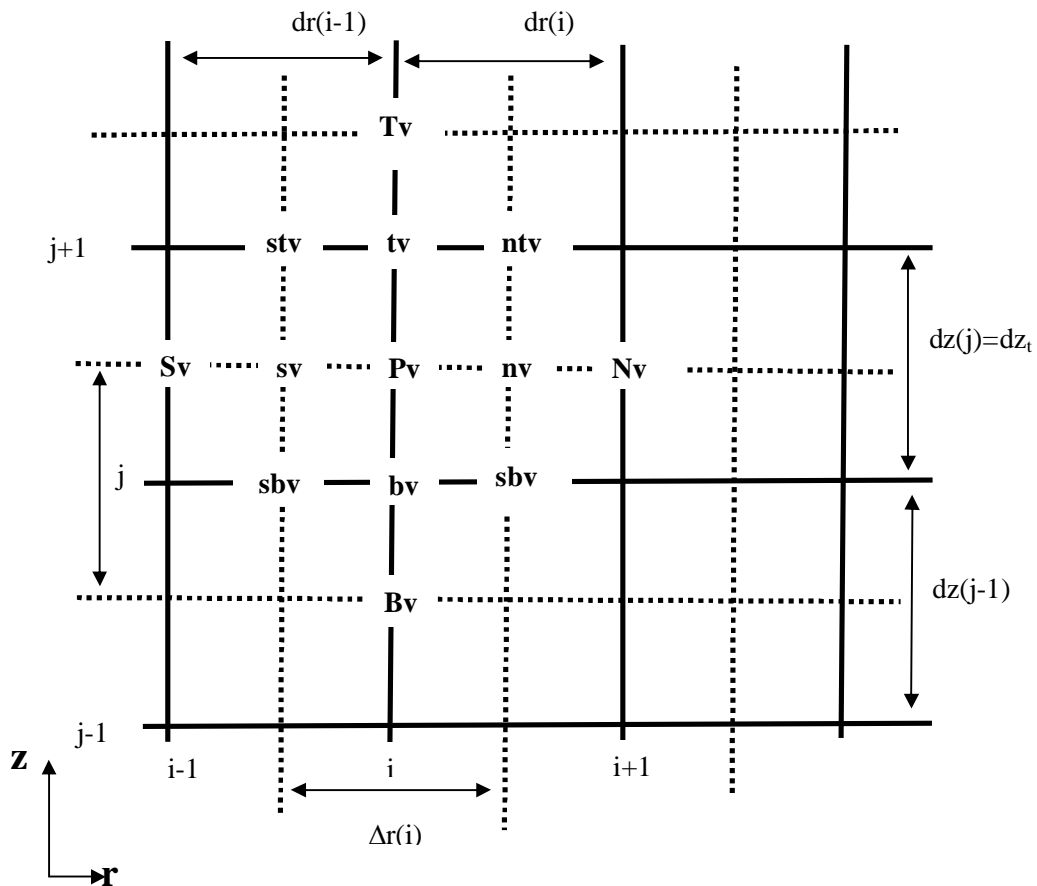 dr(i-1) dr(i)
Tv
j+1 stv tv ntv
dz(j)=dzt
Sv sv Pv nv Nv
j sbv bv sbv
Bv dz(j-1)
j-1
z i-1 i i+1
Δr(i)
r